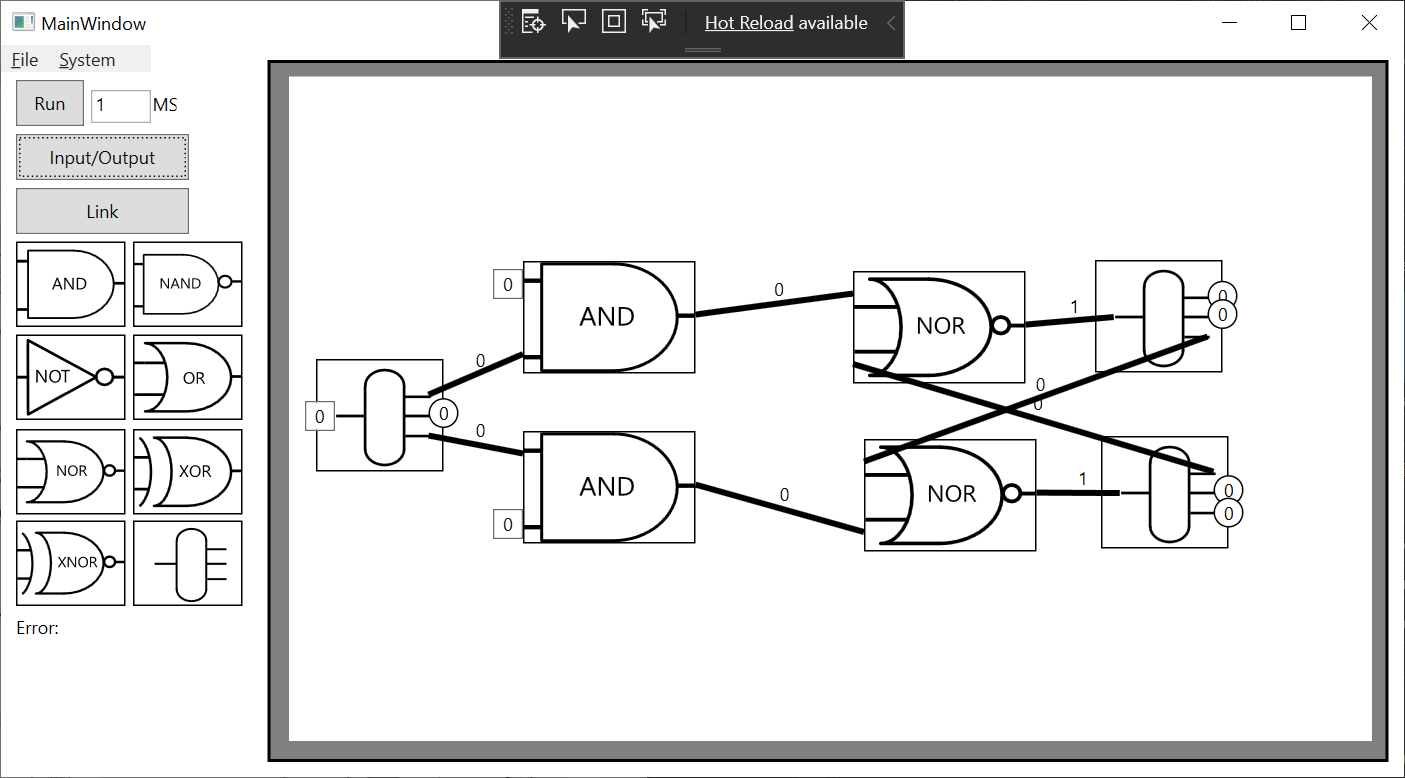 MainWindow
Hot Reload available
File System
Run 1 MS
Input/Output
Link
AND NAND
NOT OR
NOR XOR
XNOR
Error:
0 AND 0
0
0 0
0
AND 0
0
NOR 1
0
0
0
0
NOR 1
0
0